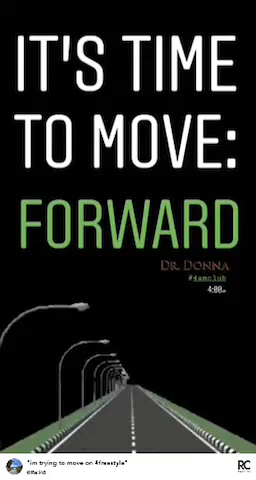 IT'S TIME
TO MOVE:
FORWARD
DR. DONNA
#4amclub
4:00
"im trying to move on #freestyle"
RC